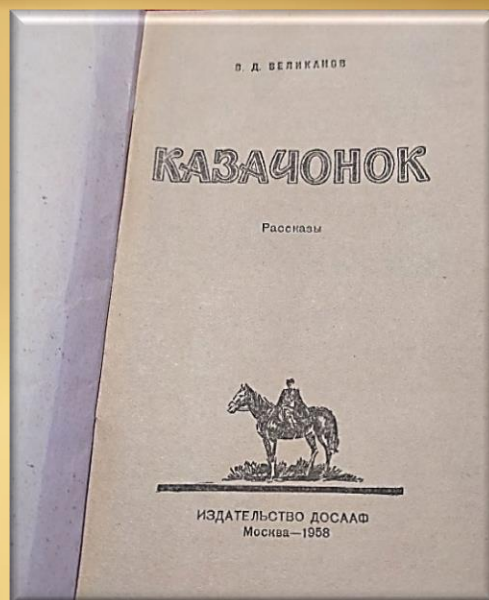 В. Д. ВЕЛИКАНОВ
КАЗАЧОНОК
Рассказы
ИЗДАТЕЛЬСТВО ДОСААФ
Москва—1958